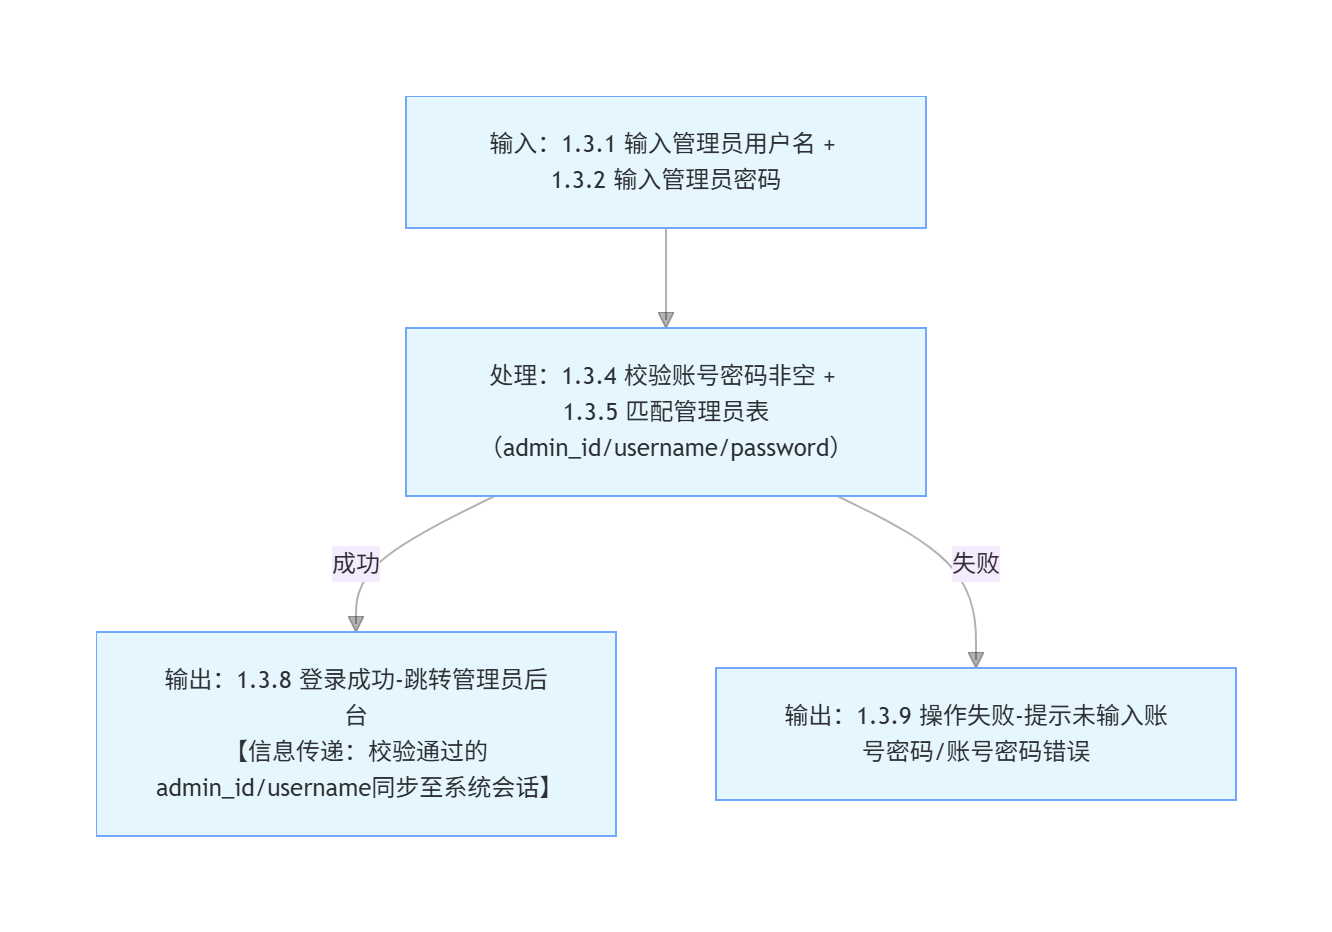 输入：1.3.1 输入管理员用户名 +
1.3.2 输入管理员密码
处理：1.3.4 校验账号密码非空 +
1.3.5 匹配管理员表
（admin_id/username/password）
成功
失败
输出：1.3.8 登录成功-跳转管理员后
台
【信息传递：校验通过的
admin_id/username同步至系统会话】
输出：1.3.9 操作失败-提示未输入账
号密码/账号密码错误